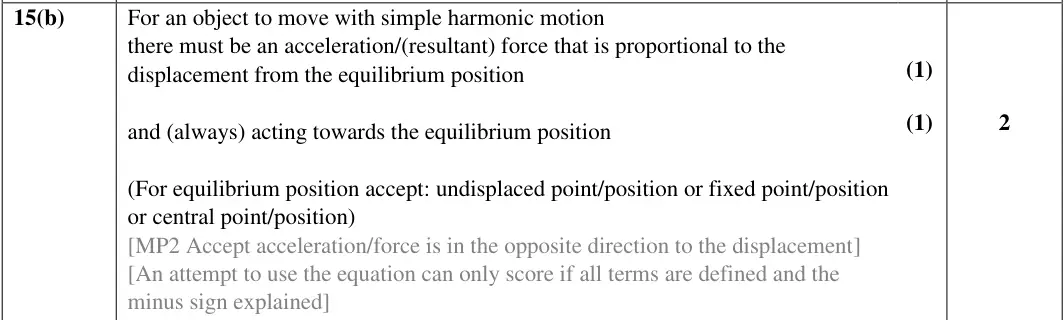 15(b)
For an object to move with simple harmonic motion
there must be an acceleration/(resultant) force that is proportional to the
displacement from the equilibrium position (1)
and (always) acting towards the equilibrium position (1) 2
(For equilibrium position accept: undisplaced point/position or fixed point/position
or central point/position)
[MP2 Accept acceleration/force is in the opposite direction to the displacement]
[An attempt to use the equation can only score if all terms are defined and the
minus sign explained]